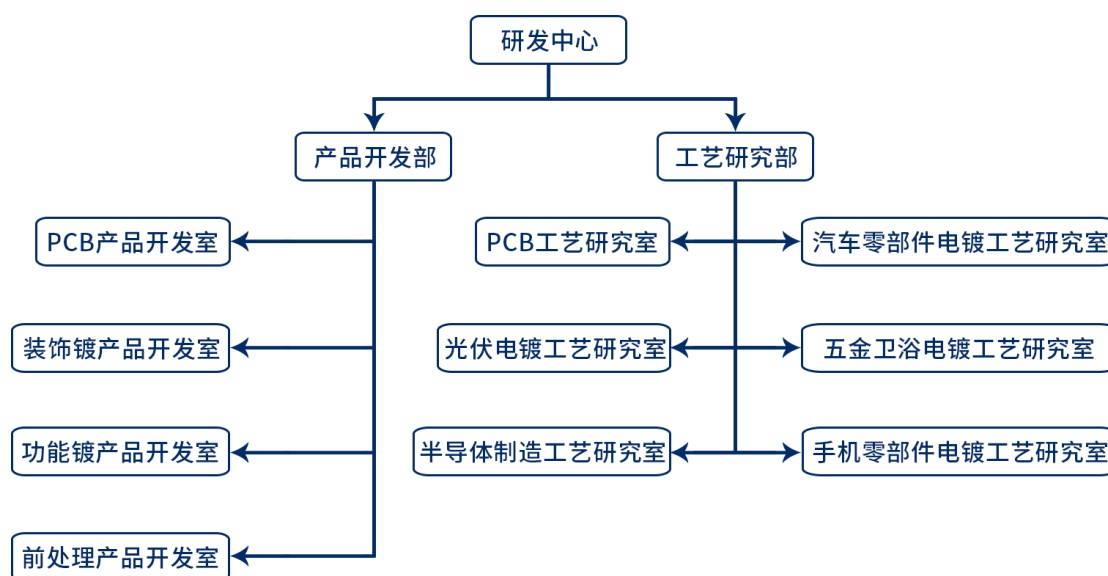 研发中心
产品开发部
工艺研究部
PCB产品开发室
PCB工艺研究室
汽车零部件电镀工艺研究室
装饰镀产品开发室
光伏电镀工艺研究室
五金卫浴电镀工艺研究室
功能镀产品开发室
半导体制造工艺研究室
手机零部件电镀工艺研究室
前处理产品开发室